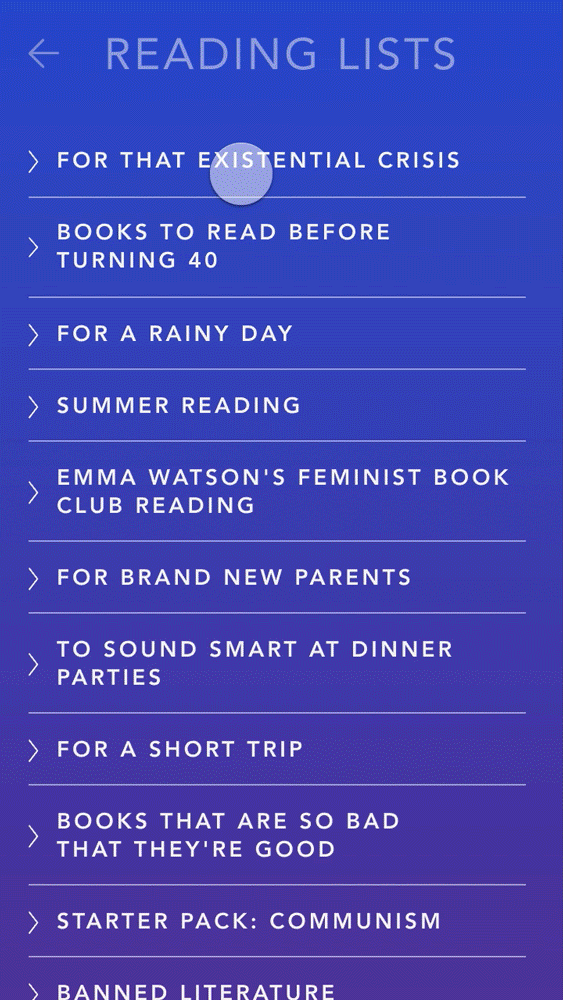 READING LISTS
FOR THAT EXISTENTIAL CRISIS
BOOKS TO READ BEFORE
TURNING 40
FOR A RAINY DAY
SUMMER READING
EMMA WATSON'S FEMINIST BOOK
CLUB READING
FOR BRAND NEW PARENTS
TO SOUND SMART AT DINNER
PARTIES
FOR A SHORT TRIP
BOOKS THAT ARE SO BAD
THAT THEY'RE GOOD
STARTER PACK: COMMUNISM
BANNED LITERATURE